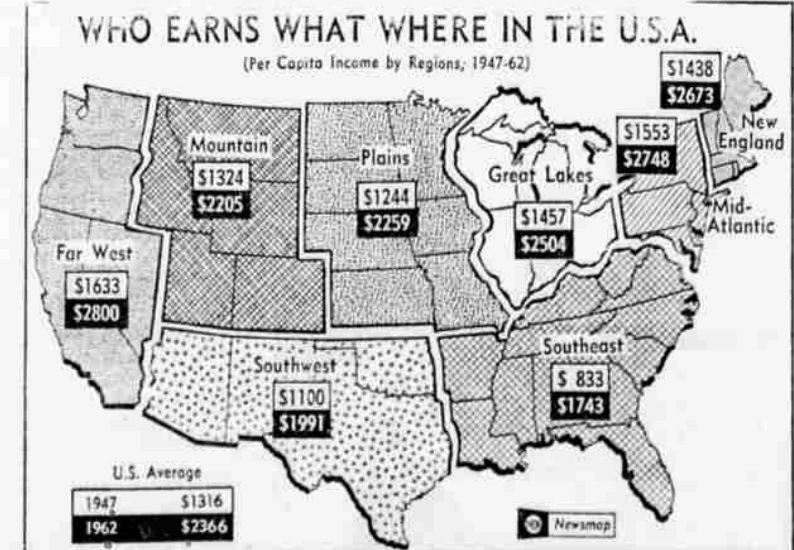 WHO EARNS WHAT WHERE IN THE U.S.A.
(Per Capita Income by Regions, 1947-62)
$1438
$2673
New
England
$1553
$2748
Mid-
Atlantic
Mountain
$1324
$2205
Plains
$1244
$2259
Great Lakes
$1457
$2504
Far West
$1633
$2800
Southwest
$1100
$1991
Southeast
$ 833
$1743
U.S. Average
1947 $1316
1962 $2366
Newsmap